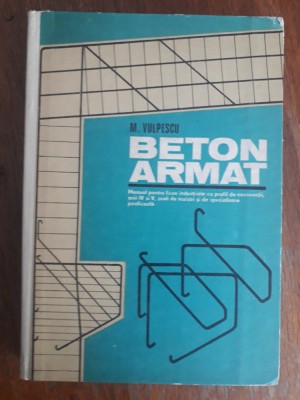 M. VULPESCU
BETON
ARMAT
Manual pentru licee industriale cu profil de construcții,
anii IV și V, școli de maiștri și de specializare
postliceală